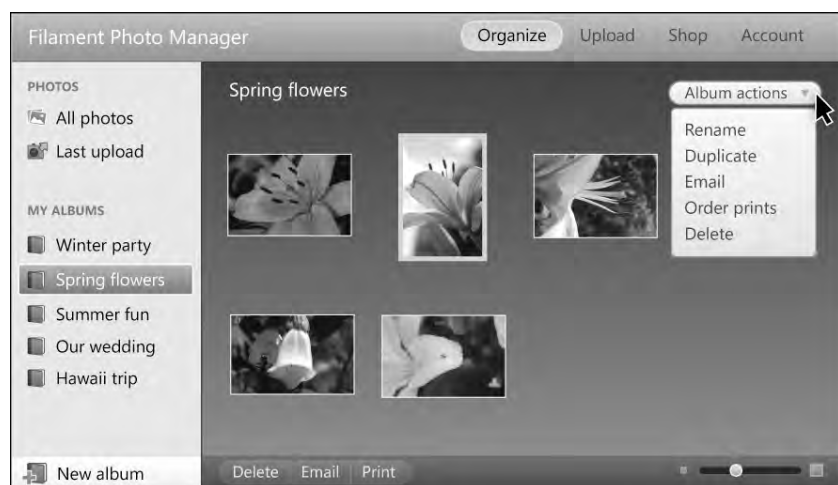 Filament Photo Manager
Organize Upload Shop Account
PHOTOS
All photos
Last upload
MY ALBUMS
Winter party
Spring flowers
Summer fun
Our wedding
Hawaii trip
New album
Spring flowers
Album actions
Rename
Duplicate
Email
Order prints
Delete
Delete Email Print